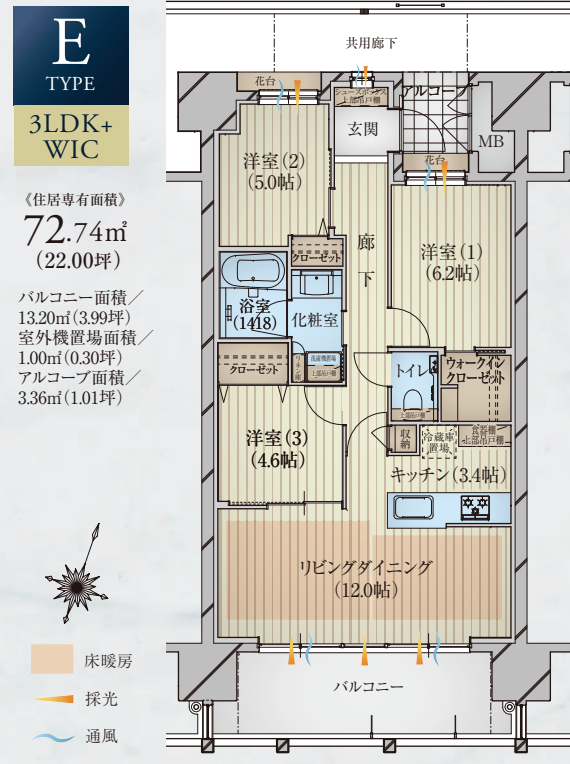 E
TYPE
3LDK+
WIC
《住居専有面積》
72.74㎡
(22.00坪)
バルコニー面積／
13.20㎡(3.99坪)
室外機置場面積／
1.00㎡(0.30坪)
アルコーブ面積／
3.36㎡(1.01坪)
床暖房
採光
通風
共用廊下
花台
シューズボックス
上部吊戸棚
アルコーブ
玄関
MB
花台
洋室(2)
(5.0帖)
廊下
洋室(1)
(6.2帖)
クローゼット
浴室
(1418)
化粧室
リネン庫
洗濯機置場
上部吊戸棚
クローゼット
トイレ
上部吊戸棚
ウォークイン
クローゼット
洋室(3)
(4.6帖)
収納
冷蔵庫
置場
食器棚
上部吊戸棚
キッチン(3.4帖)
リビングダイニング
(12.0帖)
バルコニー